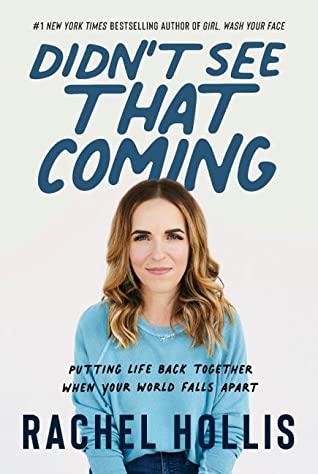 #1 NEW YORK TIMES BESTSELLING AUTHOR OF GIRL, WASH YOUR FACE
DIDN'T SEE
THAT
COMING
PUTTING LIFE BACK TOGETHER
WHEN YOUR WORLD FALLS APART
RACHEL HOLLIS